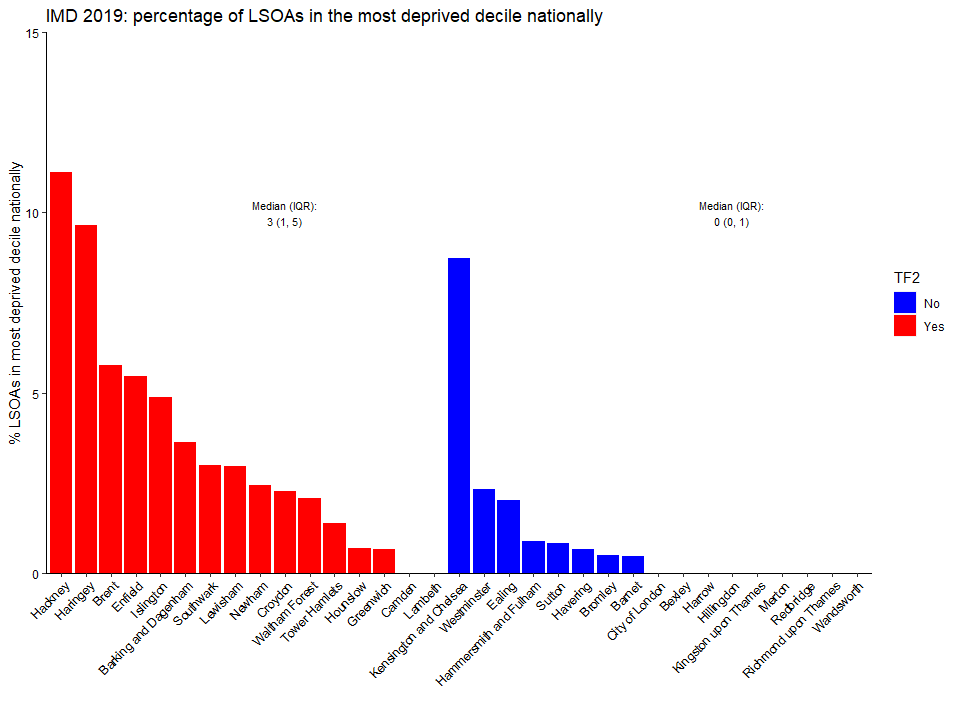 IMD 2019: percentage of LSOAs in the most deprived decile nationally
% LSOAs in most deprived decile nationally
15
10
5
0
Median (IQR):
3 (1, 5)
Median (IQR):
0 (0, 1)
TF2
No
Yes
Hackney
Haringey
Brent
Enfield
Islington
Barking and Dagenham
Southwark
Lewisham
Newham
Croydon
Waltham Forest
Tower Hamlets
Hounslow
Greenwich
Camden
Lambeth
Kensington and Chelsea
Westminster
Ealing
Hammersmith and Fulham
Sutton
Havering
Bromley
Barnet
City of London
Bexley
Harrow
Hillingdon
Kingston upon Thames
Merton
Redbridge
Richmond upon Thames
Wandsworth